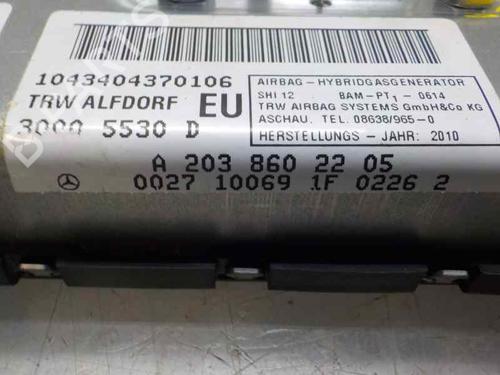 1043404370106
TRW ALFDORF EU
3000 5530 D
AIRBAG-HYBRIDGASGENERATOR
SHI 12 BAM-PT1-0614
TRW AIRBAG SYSTEMS GmbH&Co KG
ASCHAU. TEL. 08638/965-0
HERSTELLUNGS - JAHR: 2010
A 203 860 22 05
0027 10069 1F 0226 2